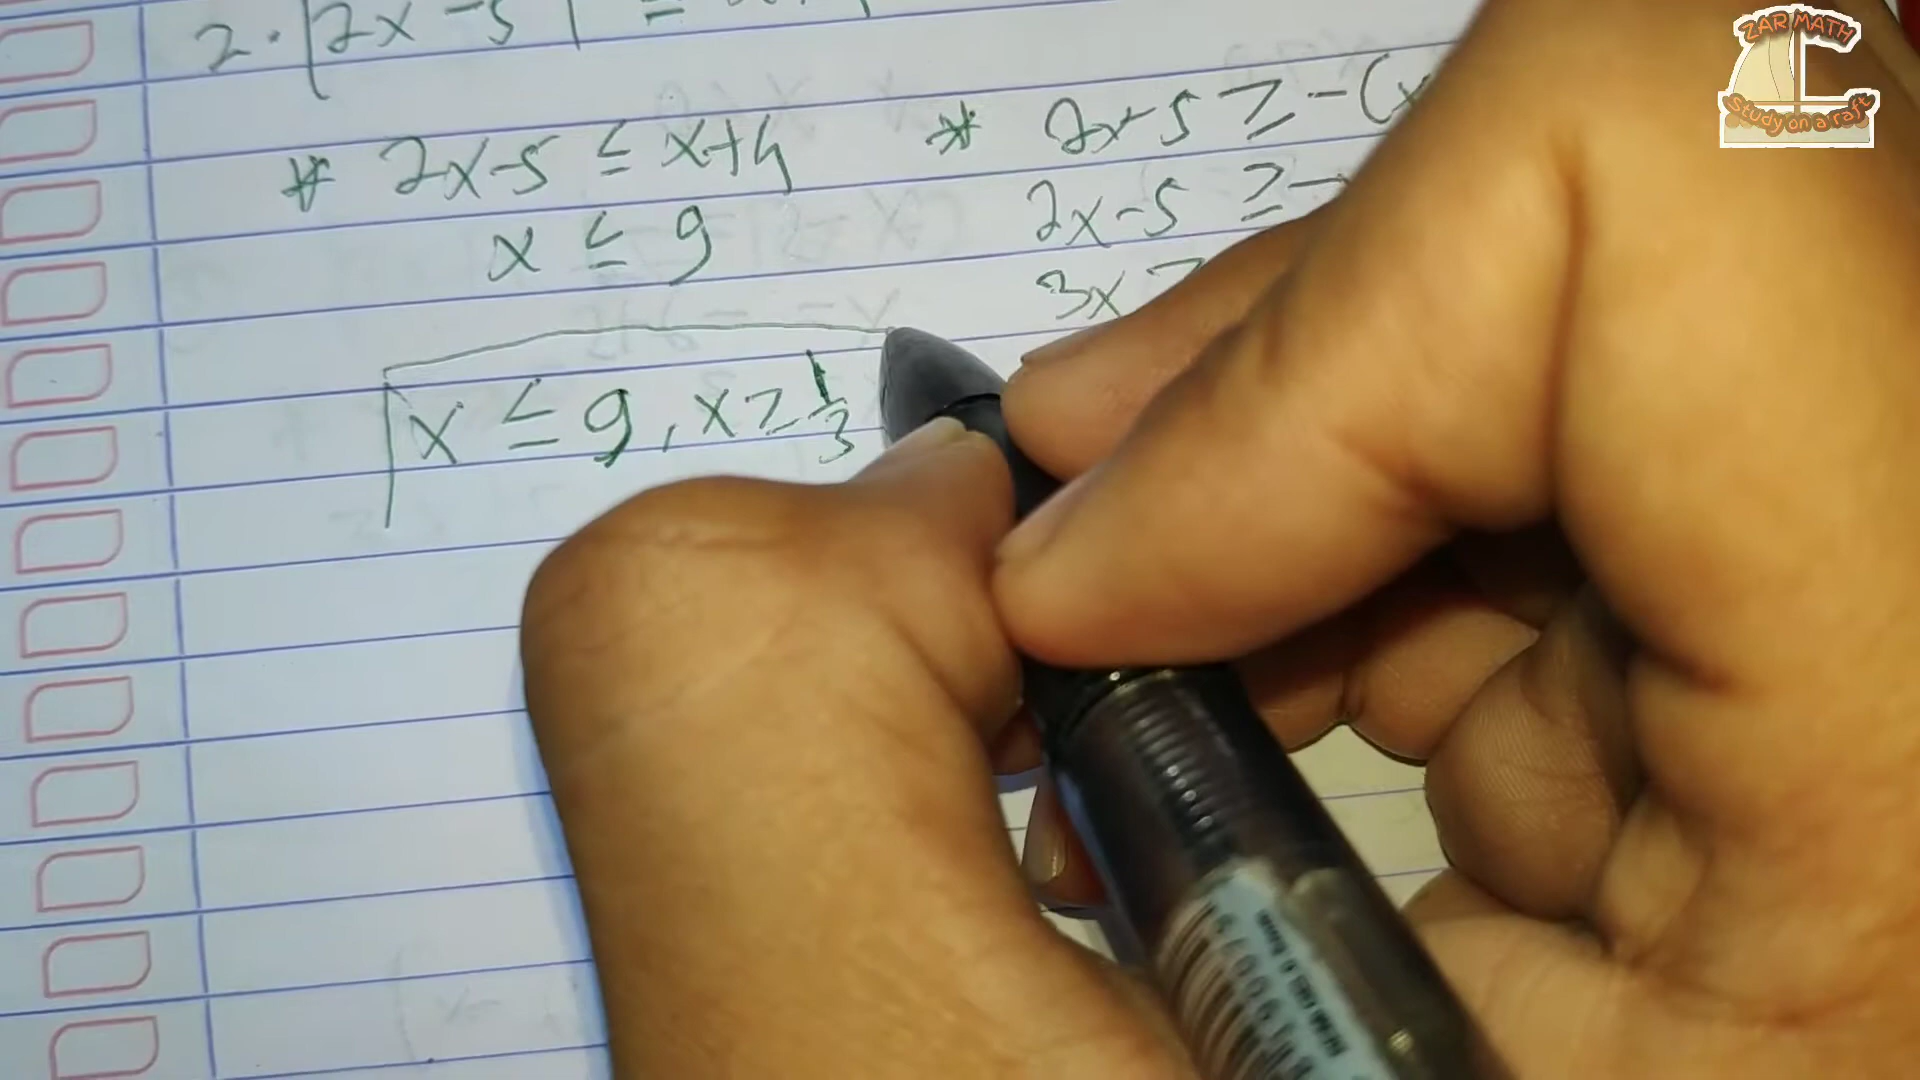 2. |2x-5|
* 2x-5 ≤ x+4
x ≤ 9
* 2x-5 ≥ -(x
2x-5 ≥ -
3x ≥
x ≤ 9, x ≥ 1/3
ZAR MATH
Study on a raft